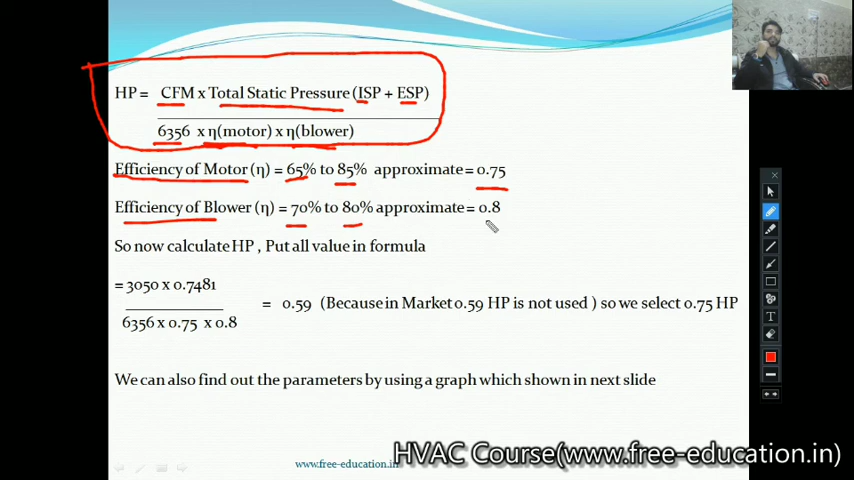 HP = CFM x Total Static Pressure (ISP + ESP)
6356 x η(motor) x η(blower)
Efficiency of Motor (η) = 65% to 85% approximate = 0.75
Efficiency of Blower (η) = 70% to 80% approximate = 0.8
So now calculate HP , Put all value in formula
= 3050 x 0.7481
6356 x 0.75 x 0.8
= 0.59 (Because in Market 0.59 HP is not used ) so we select 0.75 HP
We can also find out the parameters by using a graph which shown in next slide
www.free-education.in
HVAC Course(www.free-education.in)
T